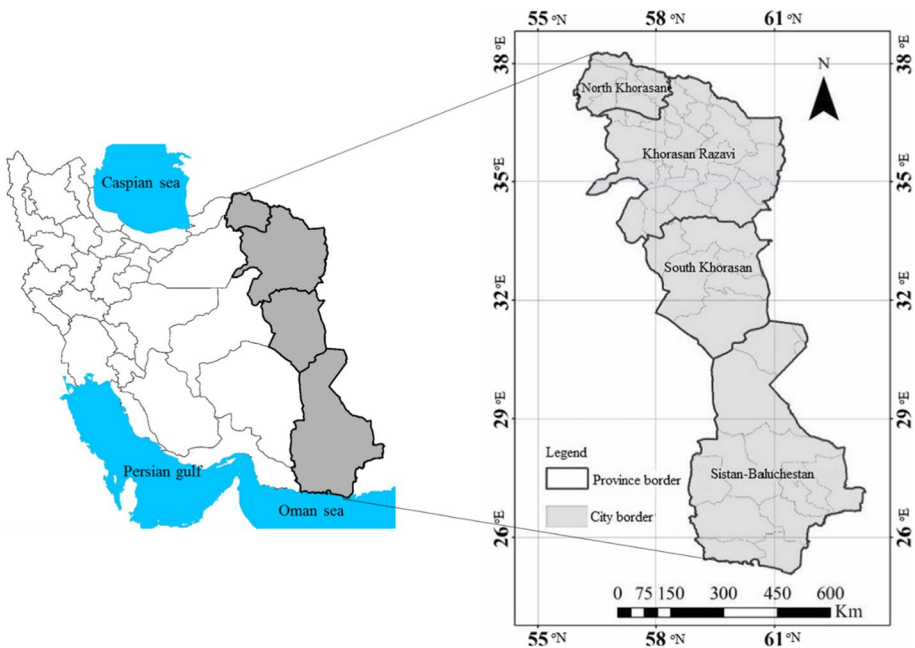 55 °N 58 °N 61 °N
N
38 °E 38 °E
North Khorasan
Khorasan Razavi
35 °E 35 °E
Caspian sea
South Khorasan
32 °E 32 °E
29 °E 29 °E
Legend
Province border
City border
Sistan-Baluchestan
Persian gulf
Oman sea
26 °E 26 °E
0 75 150 300 450 600
Km
55 °N 58 °N 61 °N